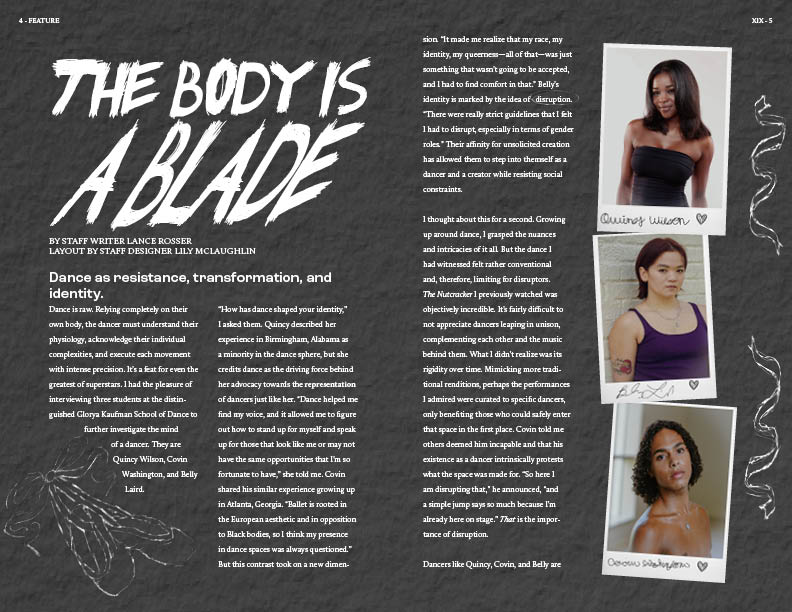 4 - FEATURE
XIX - 5
THE BODY IS
A BLADE
BY STAFF WRITER LANCE ROSSER
LAYOUT BY STAFF DESIGNER LILY MCLAUGHLIN
Dance as resistance, transformation, and
identity.
Dance is raw. Relying completely on their
own body, the dancer must understand their
physiology, acknowledge their individual
complexities, and execute each movement
with intense precision. It's a feat for even the
greatest of superstars. I had the pleasure of
interviewing three students at the distin-
guished Glorya Kaufman School of Dance to
further investigate the mind
of a dancer. They are
Quincy Wilson, Covin
Washington, and Belly
Laird.
"How has dance shaped your identity,"
I asked them. Quincy described her
experience in Birmingham, Alabama as
a minority in the dance sphere, but she
credits dance as the driving force behind
her advocacy towards the representation
of dancers just like her. "Dance helped me
find my voice, and it allowed me to figure
out how to stand up for myself and speak
up for those that look like me or may not
have the same opportunities that I'm so
fortunate to have," she told me. Covin
shared his similar experience growing up
in Atlanta, Georgia. "Ballet is rooted in
the European aesthetic and in opposition
to Black bodies, so I think my presence
in dance spaces was always questioned."
But this contrast took on a new dimen-
sion. "It made me realize that my race, my
identity, my queerness—all of that—was just
something that wasn't going to be accepted,
and I had to find comfort in that." Belly's
identity is marked by the idea of disruption.
"There were really strict guidelines that I felt
I had to disrupt, especially in terms of gender
roles." Their affinity for unsolicited creation
has allowed them to step into themself as a
dancer and a creator while resisting social
constraints.
I thought about this for a second. Growing
up around dance, I grasped the nuances
and intricacies of it all. But the dance I
had witnessed felt rather conventional
and, therefore, limiting for disruptors.
The Nutcracker I previously watched was
objectively incredible. It's fairly difficult to
not appreciate dancers leaping in unison,
complementing each other and the music
behind them. What I didn't realize was its
rigidity over time. Mimicking more tradi-
tional renditions, perhaps the performances
I admired were curated to specific dancers,
only benefiting those who could safely enter
that space in the first place. Covin told me
others deemed him incapable and that his
existence as a dancer intrinsically protests
what the space was made for. "So here I
am disrupting that," he announced, "and
a simple jump says so much because I'm
already here on stage." That is the impor-
tance of disruption.
Dancers like Quincy, Covin, and Belly are
Quincy Wilson
Covin Washington